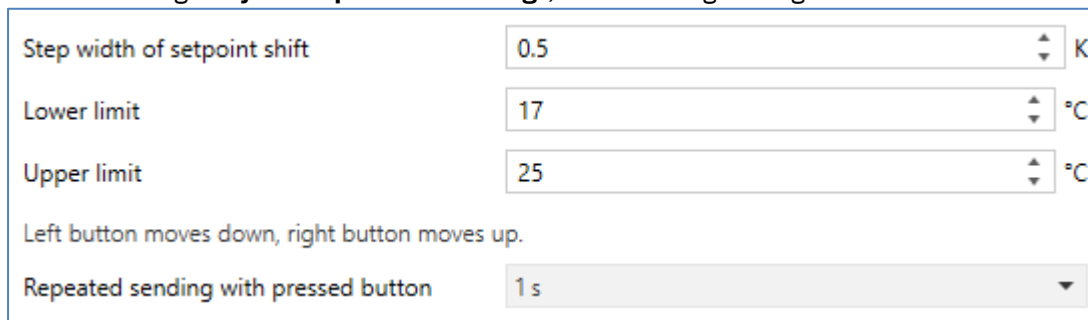 Step width of setpoint shift 0.5 K
Lower limit 17 °C
Upper limit 25 °C
Left button moves down, right button moves up.
Repeated sending with pressed button 1 s